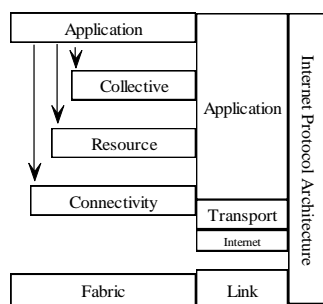 Application
Collective
Resource
Connectivity
Fabric
Application
Transport
Internet
Link
Internet Protocol Architecture